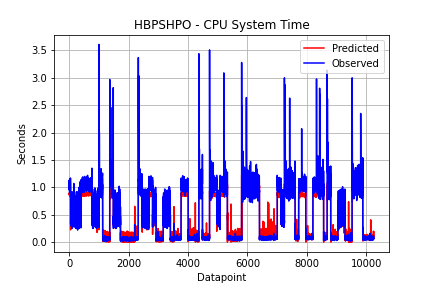 HBPSHPO - CPU System Time
Predicted
Observed
3.5
3.0
2.5
2.0
1.5
1.0
0.5
0.0
Seconds
0 2000 4000 6000 8000 10000
Datapoint